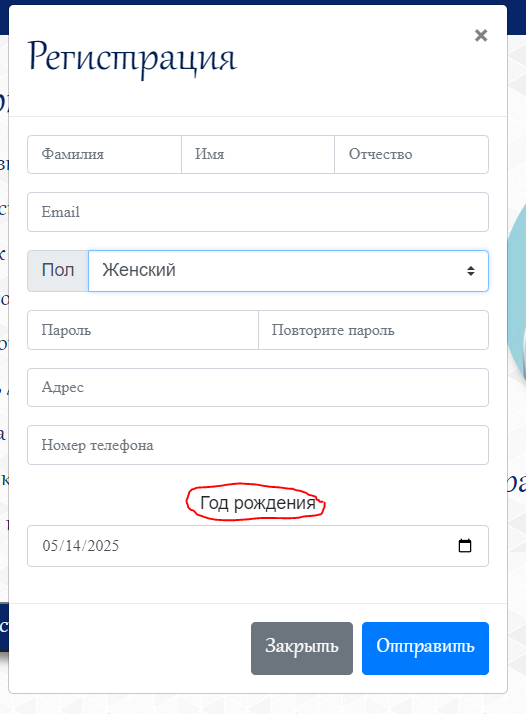 Регистрация ×
Фамилия Имя Отчество
Email
Пол Женский
Пароль Повторите пароль
Адрес
Номер телефона
Год рождения
05/14/2025
Закрыть Отправить